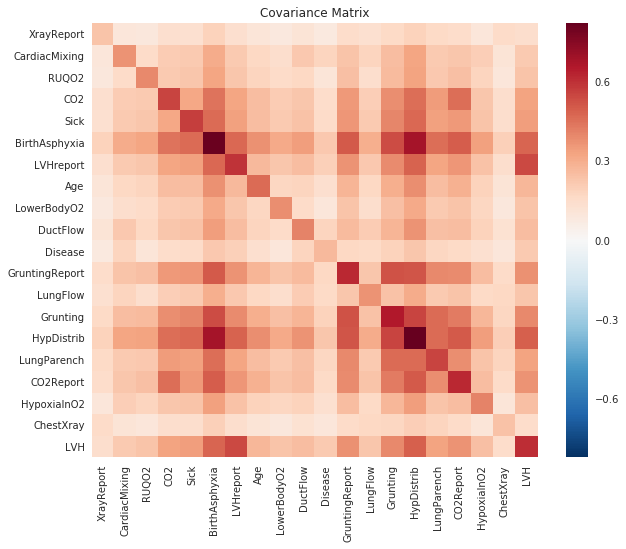 Covariance Matrix
XrayReport
CardiacMixing
RUQO2
CO2
Sick
BirthAsphyxia
LVHreport
Age
LowerBodyO2
DuctFlow
Disease
GruntingReport
LungFlow
Grunting
HypDistrib
LungParench
CO2Report
HypoxiaInO2
ChestXray
LVH
XrayReport
CardiacMixing
RUQO2
CO2
Sick
BirthAsphyxia
LVHreport
Age
LowerBodyO2
DuctFlow
Disease
GruntingReport
LungFlow
Grunting
HypDistrib
LungParench
CO2Report
HypoxiaInO2
ChestXray
LVH
0.6
0.3
0.0
−0.3
−0.6